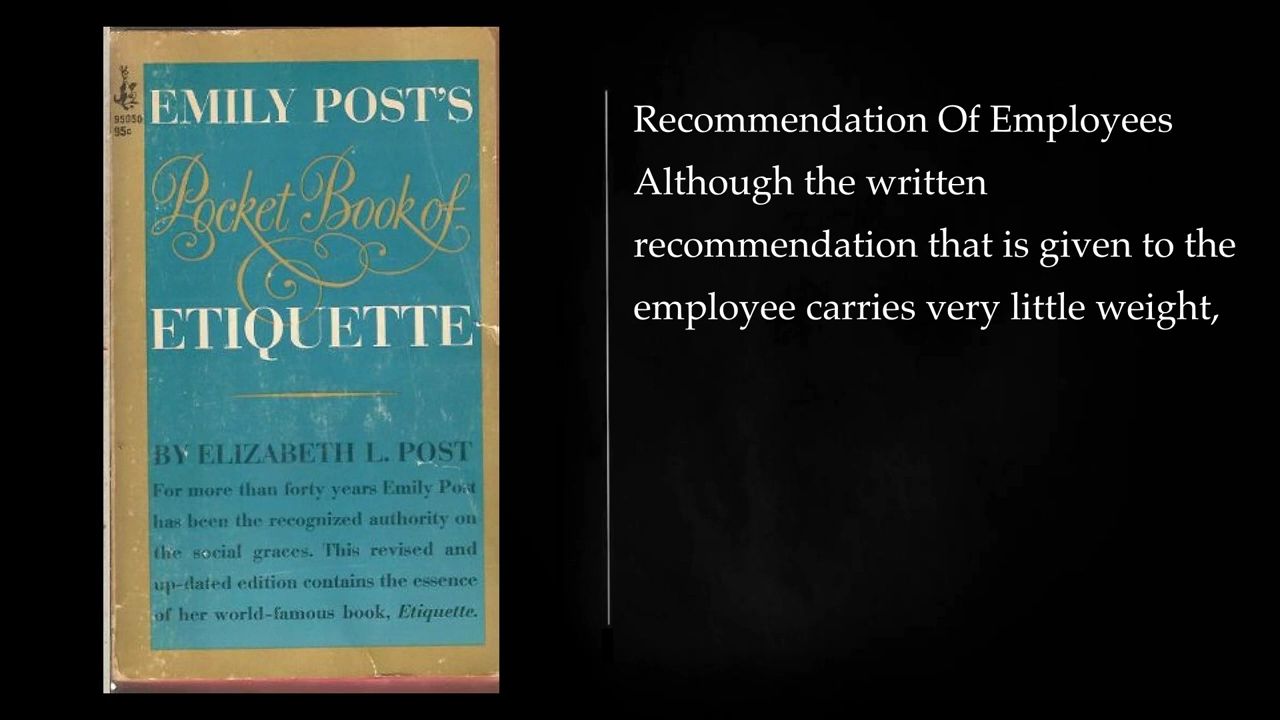 95050
95c
EMILY POST'S
Pocket Book of
ETIQUETTE
BY ELIZABETH L. POST
For more than forty years Emily Post
has been the recognized authority on
the social graces. This revised and
up-dated edition contains the essence
of her world-famous book, Etiquette.
Recommendation Of Employees
Although the written
recommendation that is given to the
employee carries very little weight,